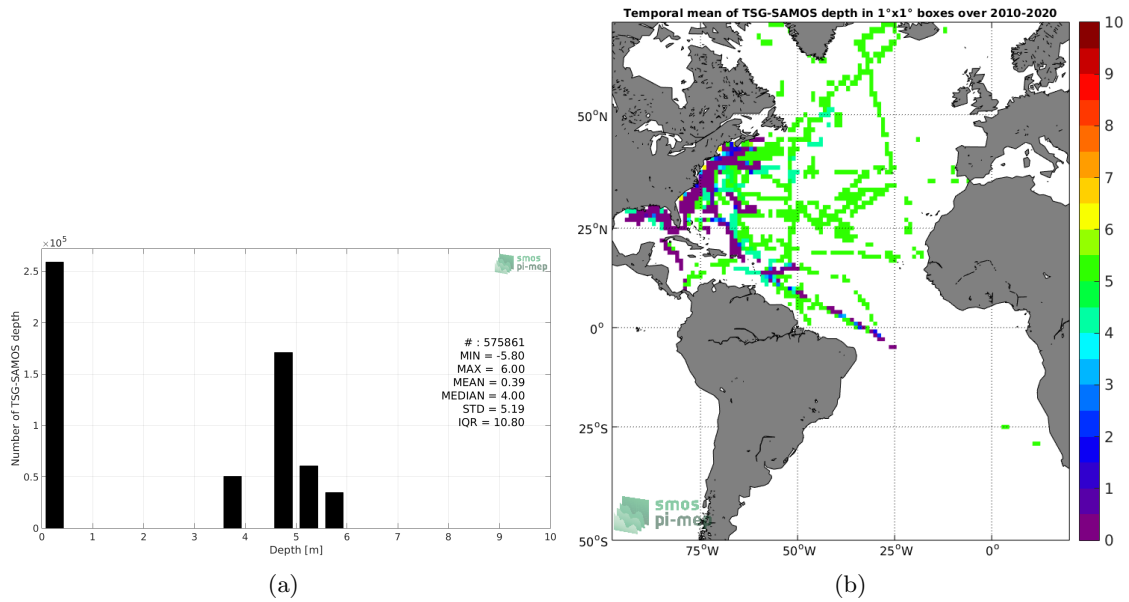 Temporal mean of TSG-SAMOS depth in 1°x1° boxes over 2010-2020
×10⁵
2.5
2
1.5
1
0.5
0
Number of TSG-SAMOS depth
0 1 2 3 4 5 6 7 8 9 10
Depth [m]
smos
pi-mep
# : 575861
MIN = -5.80
MAX = 6.00
MEAN = 0.39
MEDIAN = 4.00
STD = 5.19
IQR = 10.80
(a)
50°N
25°N
0°
25°S
50°S
75°W 50°W 25°W 0°
smos
pi-mep
10
9
8
7
6
5
4
3
2
1
0
(b)